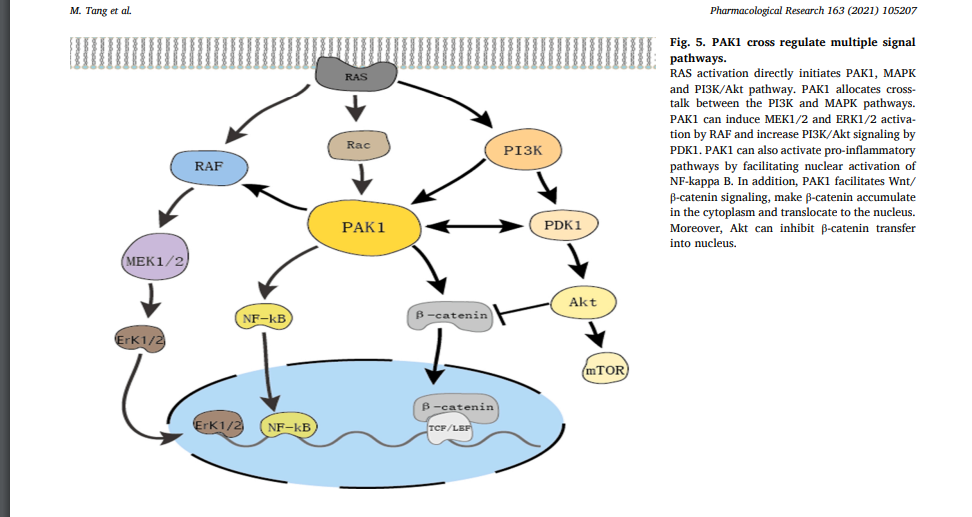 M. Tang et al.
Pharmacological Research 163 (2021) 105207
RAS
Rac
RAF
PI3K
PAK1
PDK1
MEK1/2
Akt
NF-kB
β-catenin
ErK1/2
mTOR
β-catenin
ErK1/2
NF-kB
TCF/LEF
Fig. 5. PAK1 cross regulate multiple signal
pathways.
RAS activation directly initiates PAK1, MAPK
and PI3K/Akt pathway. PAK1 allocates cross-
talk between the PI3K and MAPK pathways.
PAK1 can induce MEK1/2 and ERK1/2 activa-
tion by RAF and increase PI3K/Akt signaling by
PDK1. PAK1 can also activate pro-inflammatory
pathways by facilitating nuclear activation of
NF-kappa B. In addition, PAK1 facilitates Wnt/
β-catenin signaling, make β-catenin accumulate
in the cytoplasm and translocate to the nucleus.
Moreover, Akt can inhibit β-catenin transfer
into nucleus.